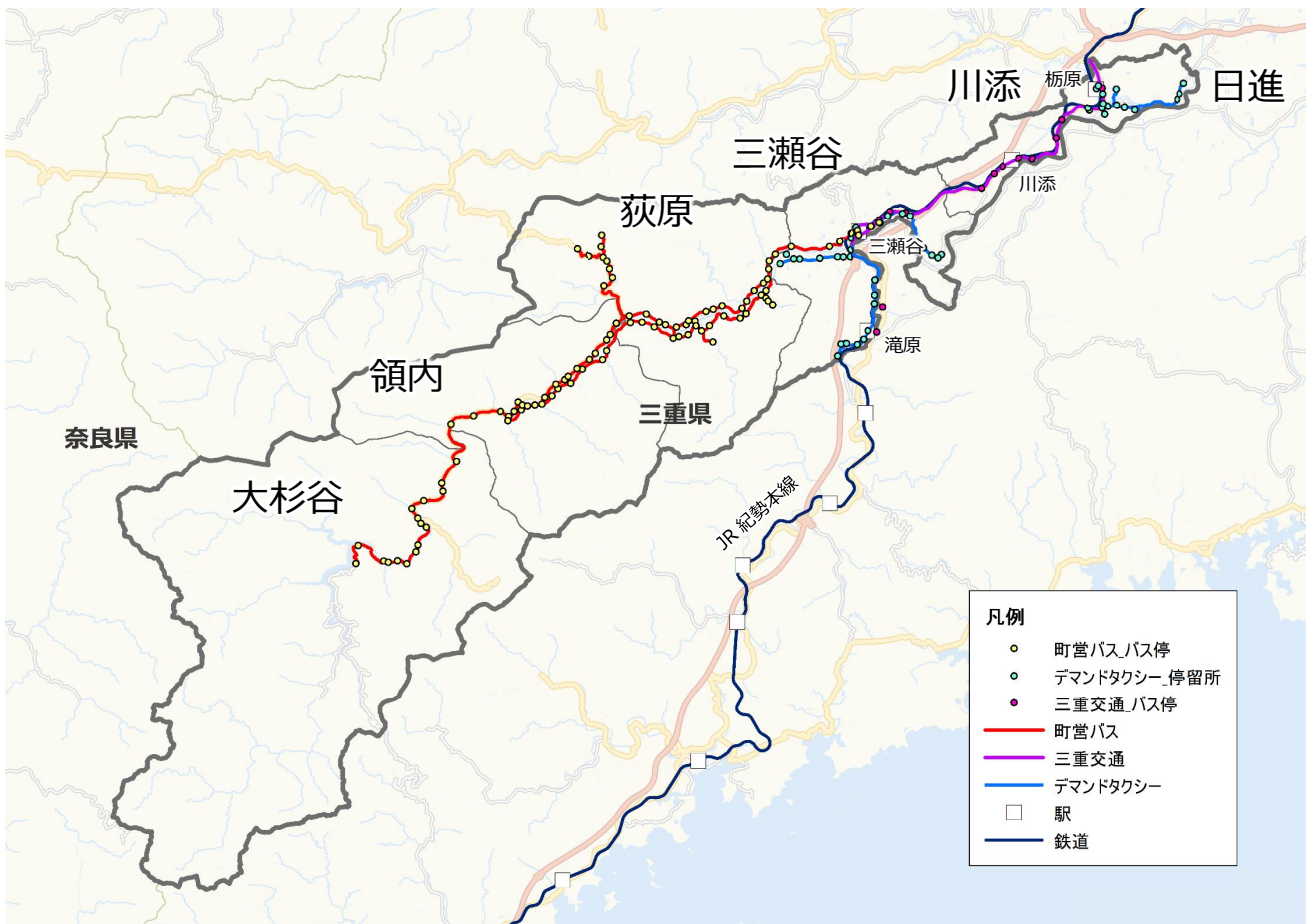 川添
日進
栃原
三瀬谷
川添
荻原
三瀬谷
滝原
領内
三重県
奈良県
大杉谷
JR 紀勢本線
凡例
町営バス_バス停
デマンドタクシー_停留所
三重交通_バス停
町営バス
三重交通
デマンドタクシー
駅
鉄道